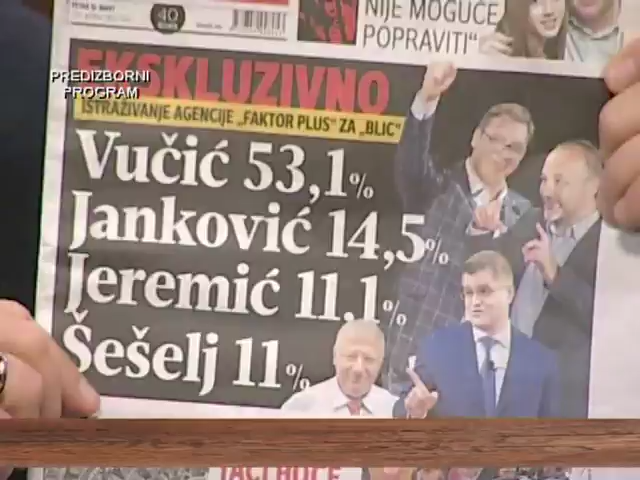 NIJE MOGUĆE
POPRAVITI"
40
EKSKLUZIVNO
PREDIZBORNI
PROGRAM
ISTRAŽIVANJE AGENCIJE „FAKTOR PLUS" ZA „BLIC"
Vučić 53,1%
Janković 14,5%
Jeremić 11,1%
Šešelj 11%